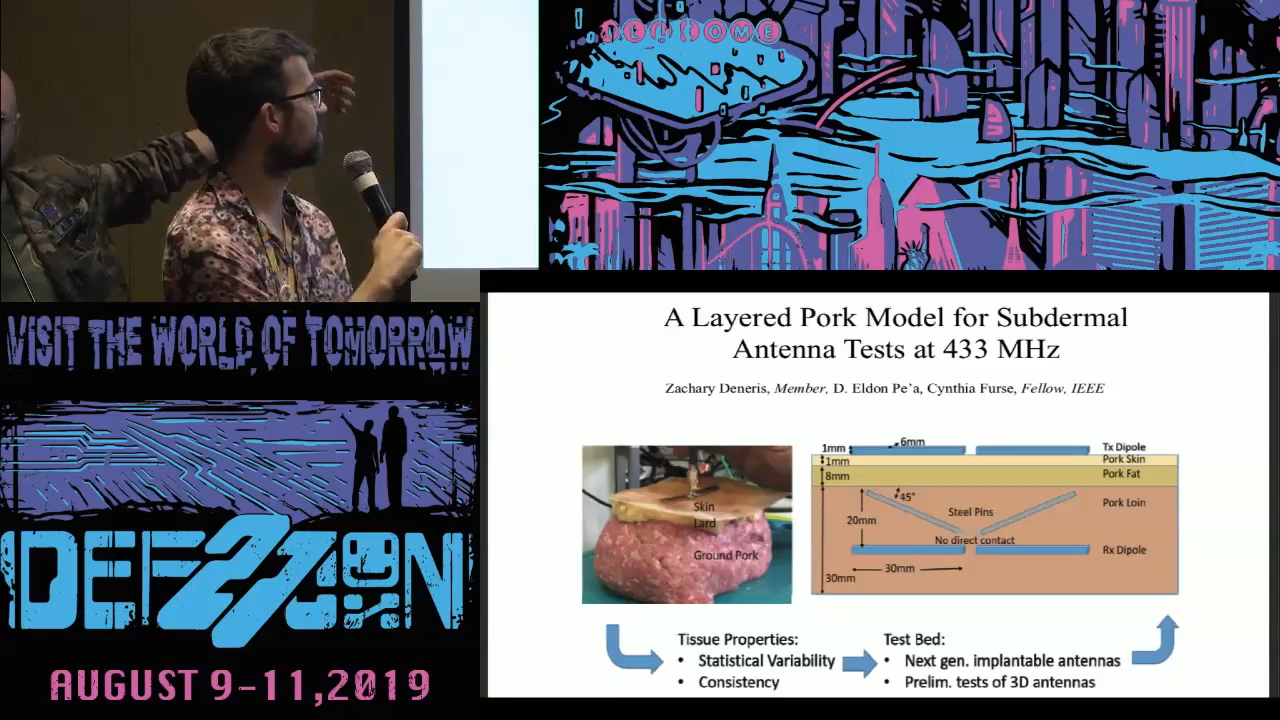 WELCOME
VISIT THE WORLD OF TOMORROW
DEF CON
AUGUST 9-11,2019
A Layered Pork Model for Subdermal
Antenna Tests at 433 MHz
Zachary Deneris, Member, D. Eldon Pe'a, Cynthia Furse, Fellow, IEEE
Skin
Lard
Ground Pork
1mm
6mm
Tx Dipole
1mm
Pork Skin
8mm
Pork Fat
45°
Pork Loin
20mm
Steel Pins
No direct contact
Rx Dipole
30mm
30mm
Tissue Properties:
• Statistical Variability
• Consistency
Test Bed:
• Next gen. implantable antennas
• Prelim. tests of 3D antennas